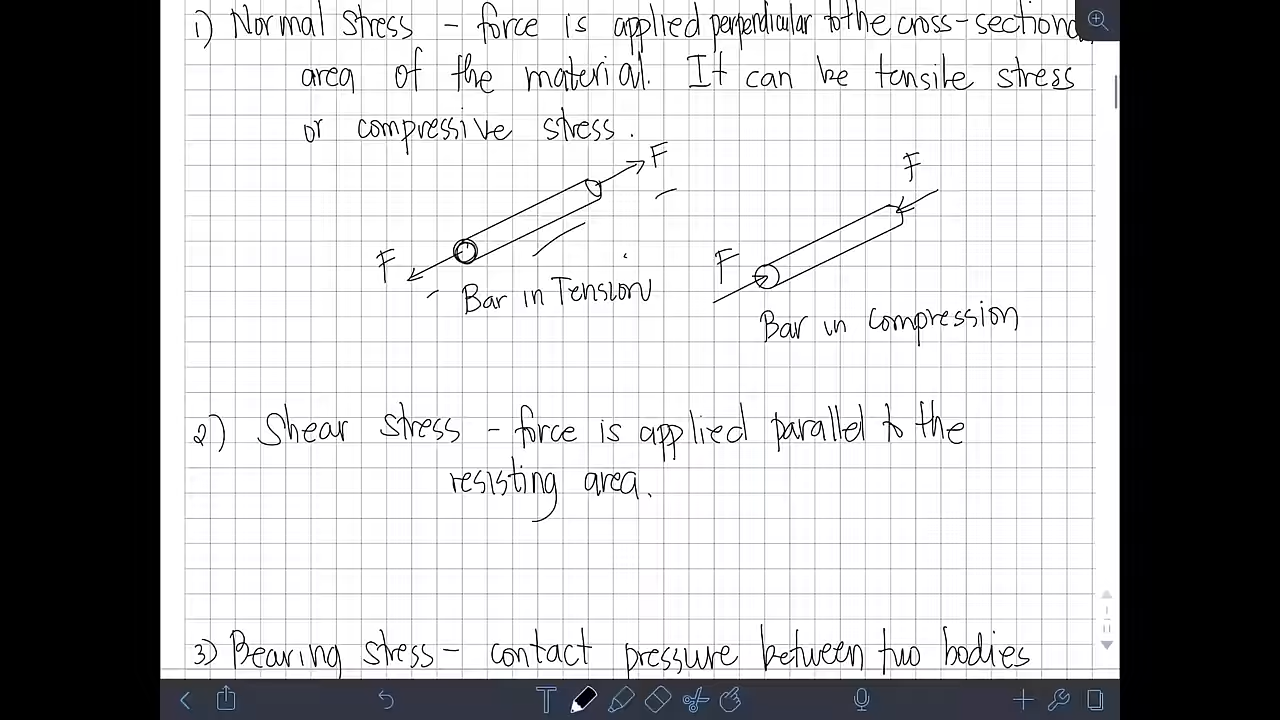 1) Normal Stress - force is applied perpendicular to the cross-sectional
area of the material. It can be tensile stress
or compressive stress.
F
F
F
F
Bar in Tension
Bar in compression
2) Shear stress - force is applied parallel to the
resisting area.
3) Bearing stress - contact pressure between two bodies
T